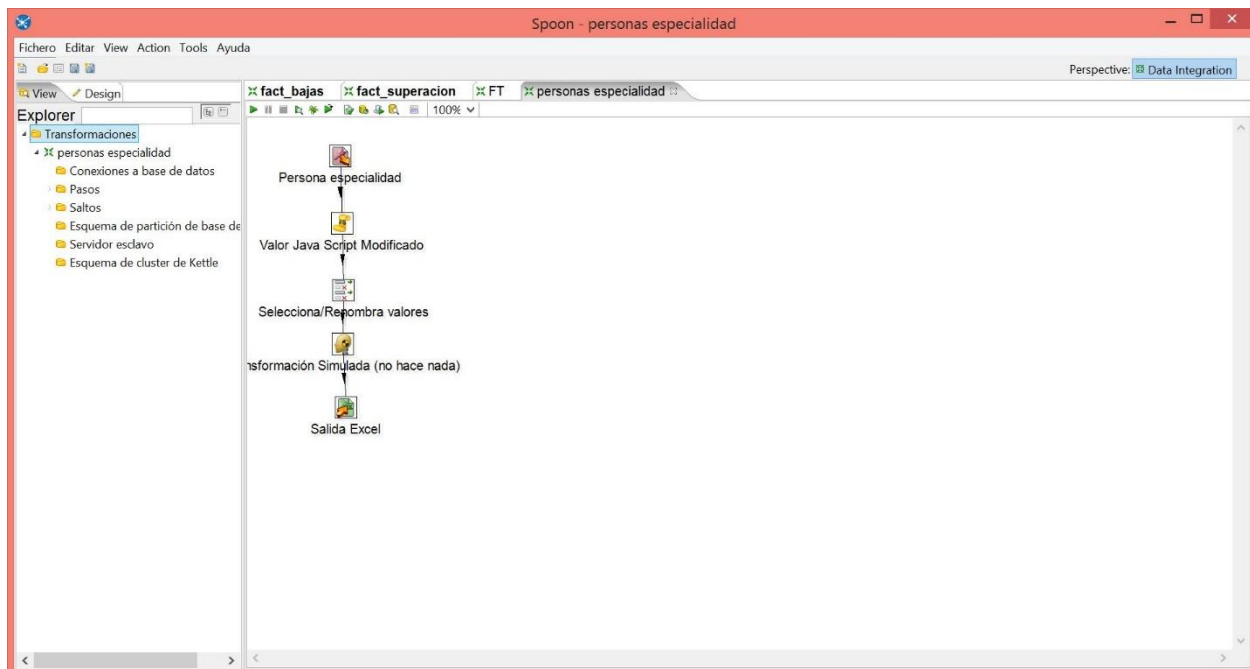 Spoon - personas especialidad
Fichero Editar View Action Tools Ayuda
Perspective: Data Integration
View Design
fact_bajas fact_superacion FT personas especialidad
Explorer
100%
Transformaciones
personas especialidad
Conexiones a base de datos
Pasos
Saltos
Esquema de partición de base de
Servidor esclavo
Esquema de cluster de Kettle
Persona especialidad
Valor Java Script Modificado
Selecciona/Renombra valores
nsformación Simulada (no hace nada)
Salida Excel